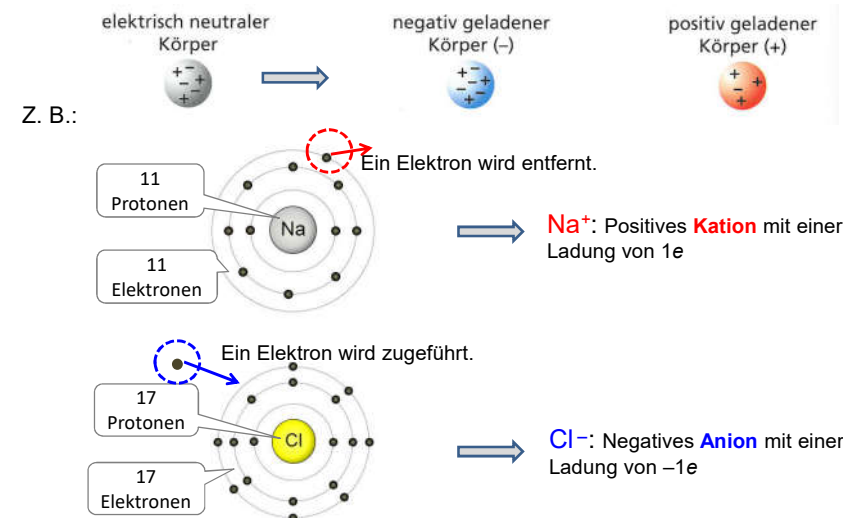 elektrisch neutraler
Körper
negativ geladener
Körper (–)
positiv geladener
Körper (+)
Z. B.:
Ein Elektron wird entfernt.
11
Protonen
Na
11
Elektronen
Na⁺: Positives Kation mit einer
Ladung von 1e
Ein Elektron wird zugeführt.
17
Protonen
Cl
17
Elektronen
Cl⁻: Negatives Anion mit einer
Ladung von –1e